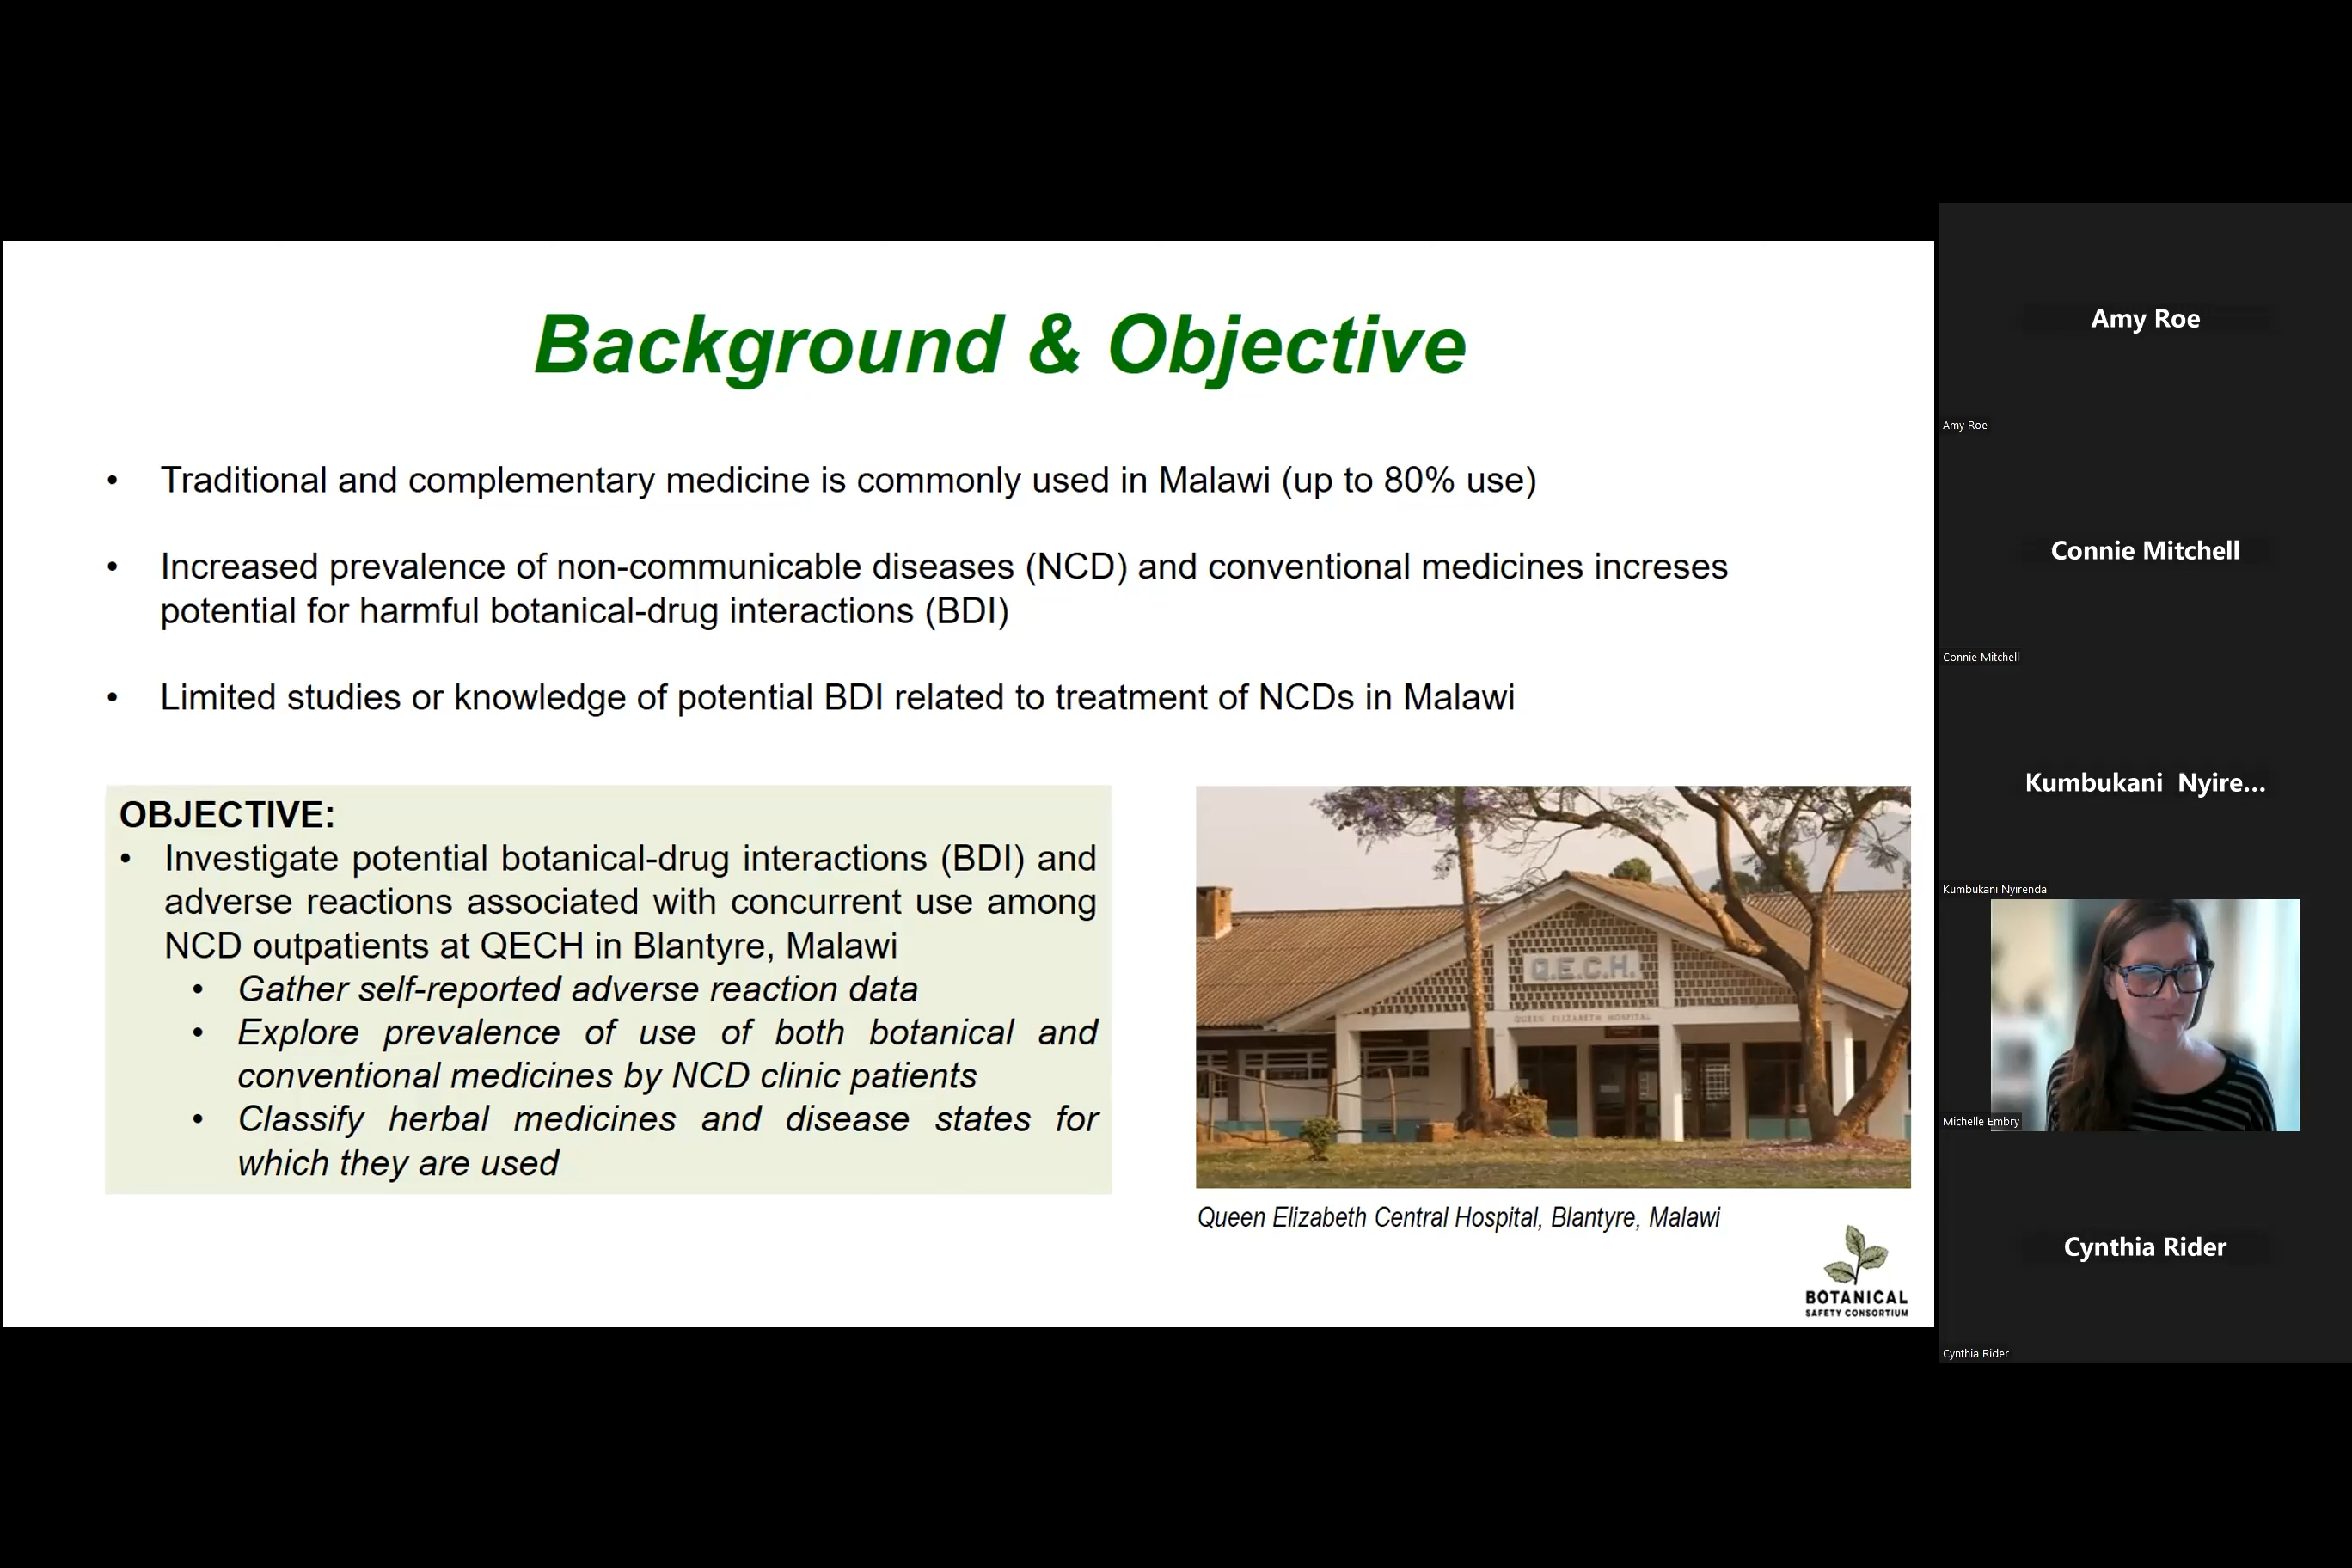 Background & Objective
• Traditional and complementary medicine is commonly used in Malawi (up to 80% use)
• Increased prevalence of non-communicable diseases (NCD) and conventional medicines increses
potential for harmful botanical-drug interactions (BDI)
• Limited studies or knowledge of potential BDI related to treatment of NCDs in Malawi
OBJECTIVE:
• Investigate potential botanical-drug interactions (BDI) and
adverse reactions associated with concurrent use among
NCD outpatients at QECH in Blantyre, Malawi
• Gather self-reported adverse reaction data
• Explore prevalence of use of both botanical and
conventional medicines by NCD clinic patients
• Classify herbal medicines and disease states for
which they are used
Q.E.C.H.
QUEEN ELIZABETH HOSPITAL
Queen Elizabeth Central Hospital, Blantyre, Malawi
BOTANICAL
SAFETY CONSORTIUM
Amy Roe
Amy Roe
Connie Mitchell
Connie Mitchell
Kumbukani Nyire...
Kumbukani Nyirenda
Michelle Embry
Cynthia Rider
Cynthia Rider